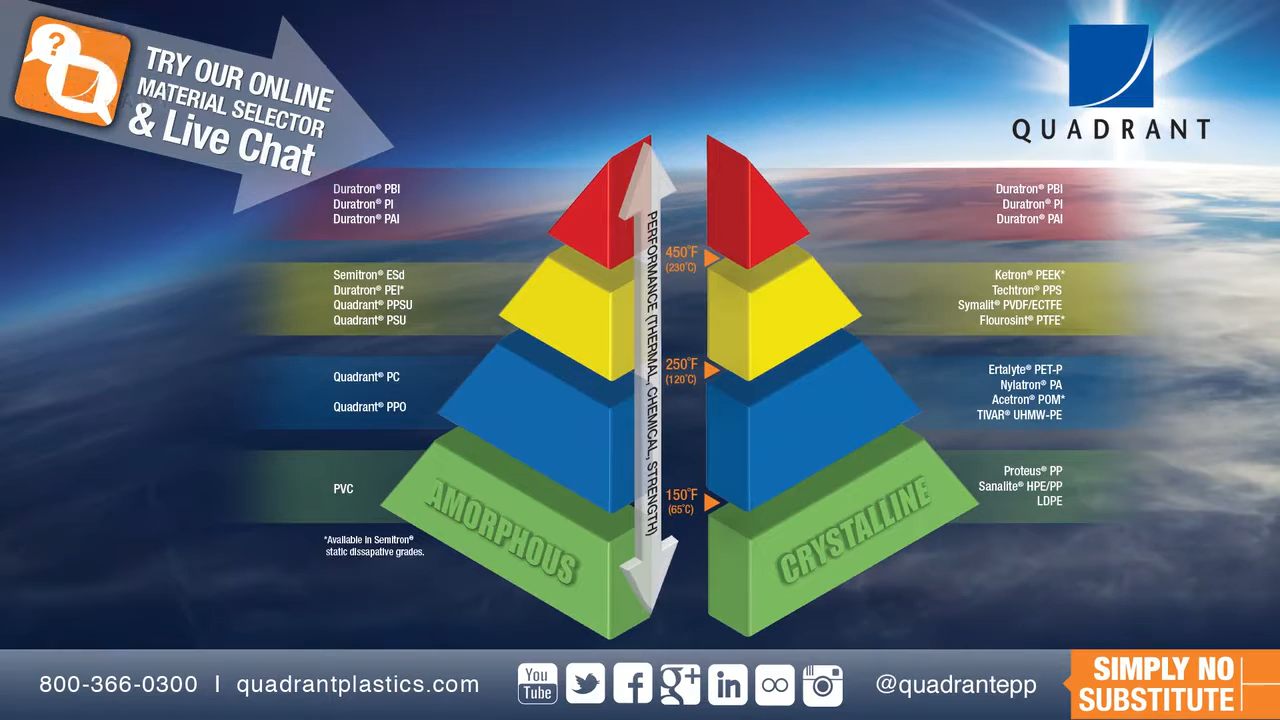 ?
TRY OUR ONLINE
MATERIAL SELECTOR
& Live Chat
QUADRANT
Duratron® PBI
Duratron® PI
Duratron® PAI
Semitron® ESd
Duratron® PEI*
Quadrant® PPSU
Quadrant® PSU
Quadrant® PC
Quadrant® PPO
PVC
*Available in Semitron®
static dissapative grades.
AMORPHOUS
PERFORMANCE (THERMAL, CHEMICAL, STRENGTH)
450°F
(230°C)
250°F
(120°C)
150°F
(65°C)
CRYSTALLINE
Duratron® PBI
Duratron® PI
Duratron® PAI
Ketron® PEEK*
Techtron® PPS
Symalit® PVDF/ECTFE
Flourosint® PTFE*
Ertalyte® PET-P
Nylatron® PA
Acetron® POM*
TIVAR® UHMW-PE
Proteus® PP
Sanalite® HPE/PP
LDPE
800-366-0300 | quadrantplastics.com
You
Tube
f
g+
in
@quadrantepp
SIMPLY NO
SUBSTITUTE